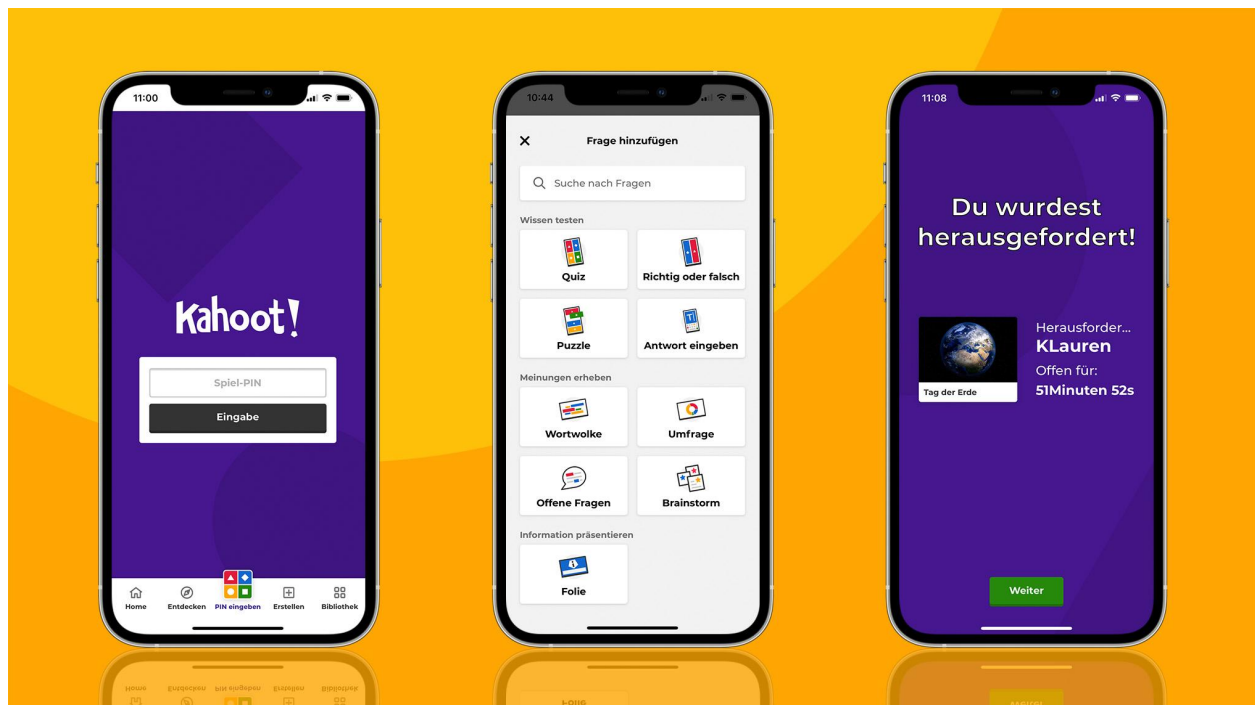 11:00
Kahoot!
Spiel-PIN
Eingabe
Home Entdecken PIN eingeben Erstellen Bibliothek
10:44
Frage hinzufügen
Suche nach Fragen
Wissen testen
Quiz Richtig oder falsch
Puzzle Antwort eingeben
Meinungen erheben
Wortwolke Umfrage
Offene Fragen Brainstorm
Information präsentieren
Folie
11:08
Du wurdest
herausgefordert!
Herausforder...
KLauren
Offen für:
51Minuten 52s
Tag der Erde
Weiter